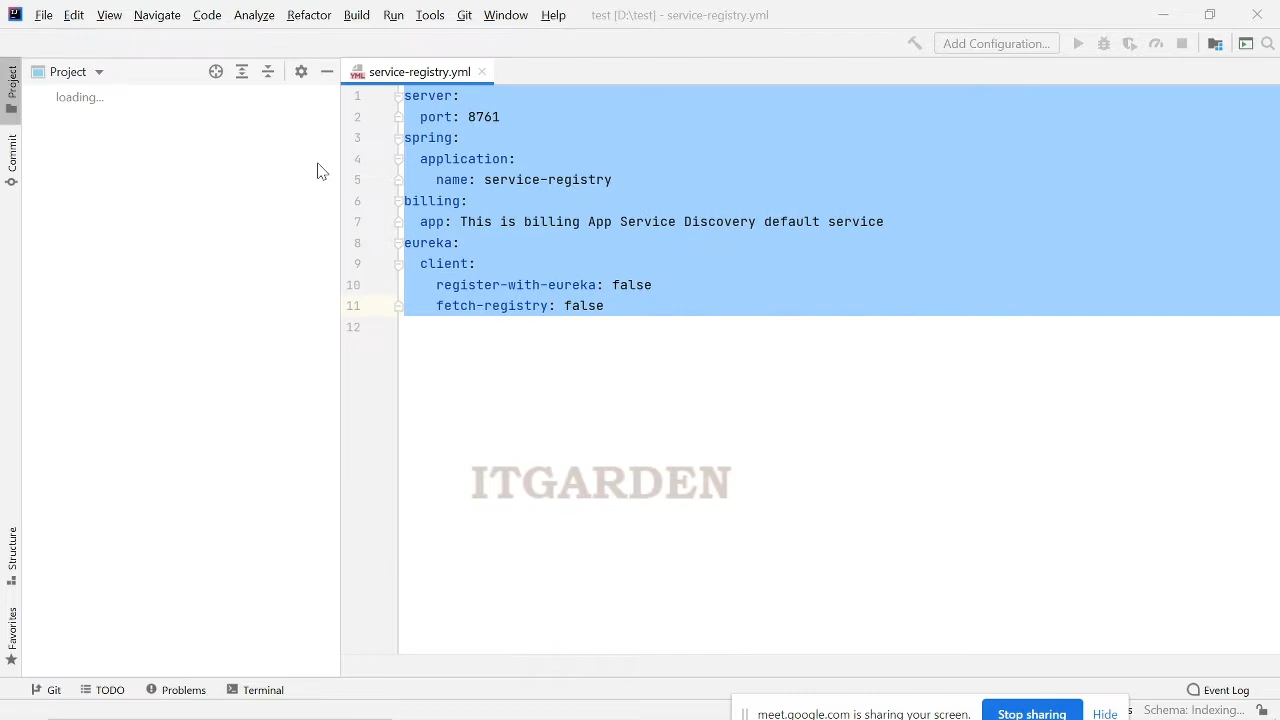 File Edit View Navigate Code Analyze Refactor Build Run Tools Git Window Help test [D:\test] - service-registry.yml
Add Configuration...
Project
service-registry.yml
loading...
Project
Commit
Structure
Favorites
1 server:
2 port: 8761
3 spring:
4 application:
5 name: service-registry
6 billing:
7 app: This is billing App Service Discovery default service
8 eureka:
9 client:
10 register-with-eureka: false
11 fetch-registry: false
12
ITGARDEN
Git TODO Problems Terminal Event Log
meet.google.com is sharing your screen. Stop sharing Hide
Schema: Indexing...